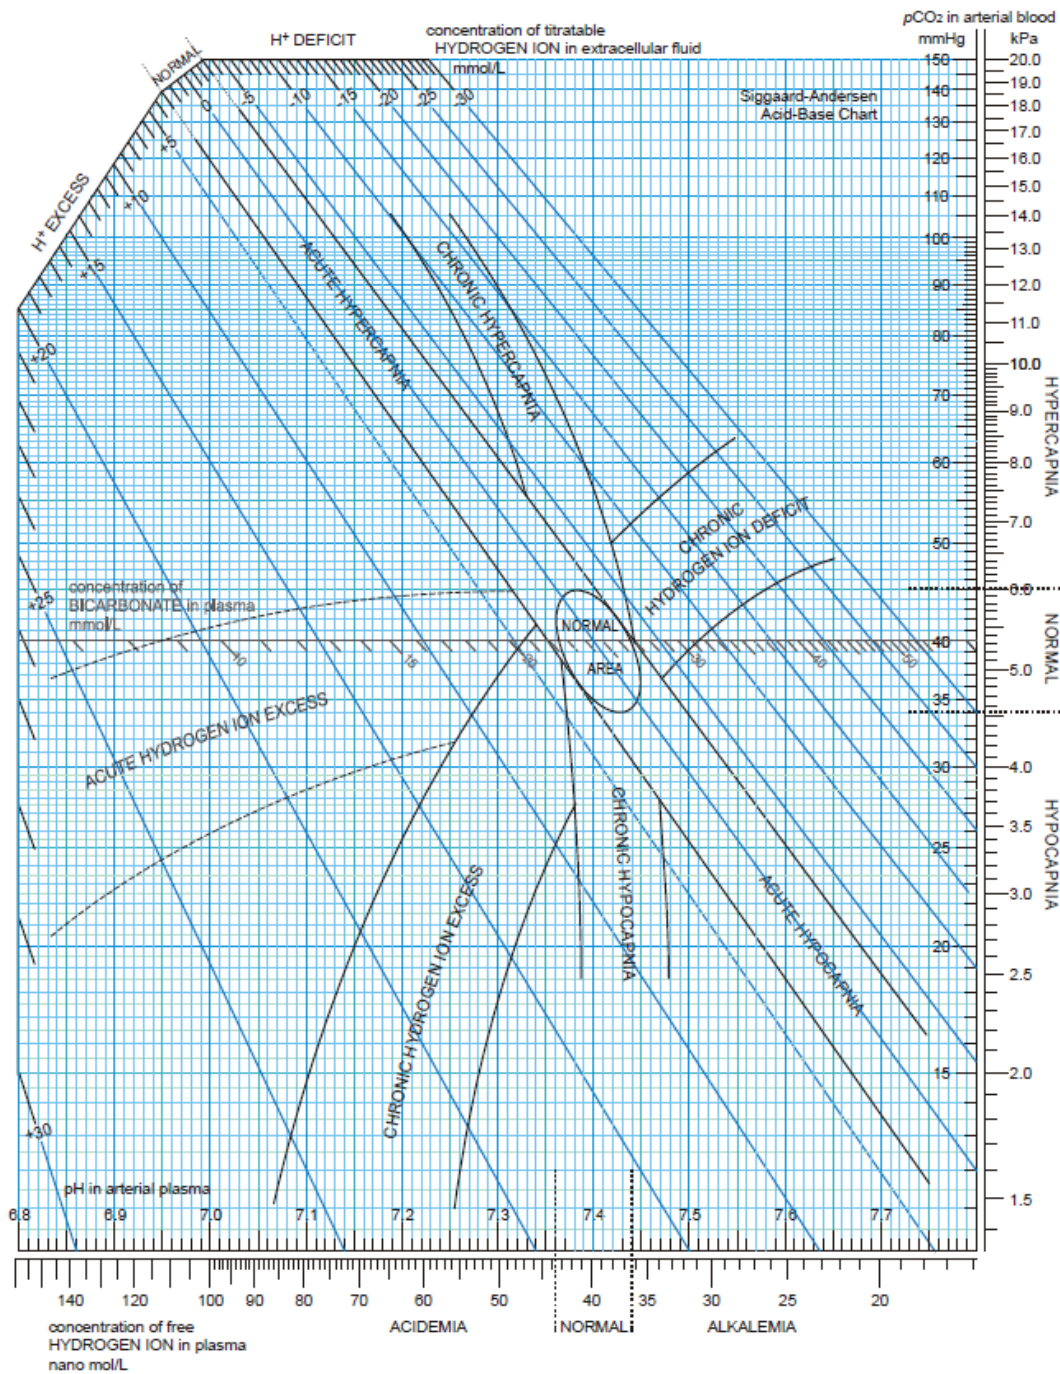 pCO2 in arterial blood
mmHg kPa
H+ DEFICIT
concentration of titratable
HYDROGEN ION in extracellular fluid
mmol/L
NORMAL
H+ EXCESS
Siggaard-Andersen
Acid-Base Chart
0 -5 -10 -15 -20 -25 -30
+5
+10
+15
+20
+25
+30
150
140
130
120
110
100
90
80
70
60
50
40
35
30
25
20
15
20.0
19.0
18.0
17.0
16.0
15.0
14.0
13.0
12.0
11.0
10.0
9.0
8.0
7.0
6.0
5.0
4.0
3.5
3.0
2.5
2.0
1.5
HYPERCAPNIA
NORMAL
HYPOCAPNIA
ACUTE HYPERCAPNIA
CHRONIC HYPERCAPNIA
CHRONIC
HYDROGEN ION DEFICIT
concentration of
BICARBONATE in plasma
mmol/L
10 15 20 30 40 50
NORMAL
AREA
ACUTE HYDROGEN ION EXCESS
CHRONIC HYDROGEN ION EXCESS
CHRONIC HYPOCAPNIA
ACUTE HYPOCAPNIA
pH in arterial plasma
6.8 6.9 7.0 7.1 7.2 7.3 7.4 7.5 7.6 7.7
140 120 100 90 80 70 60 50 40 35 30 25 20
concentration of free
HYDROGEN ION in plasma
nano mol/L
ACIDEMIA NORMAL ALKALEMIA